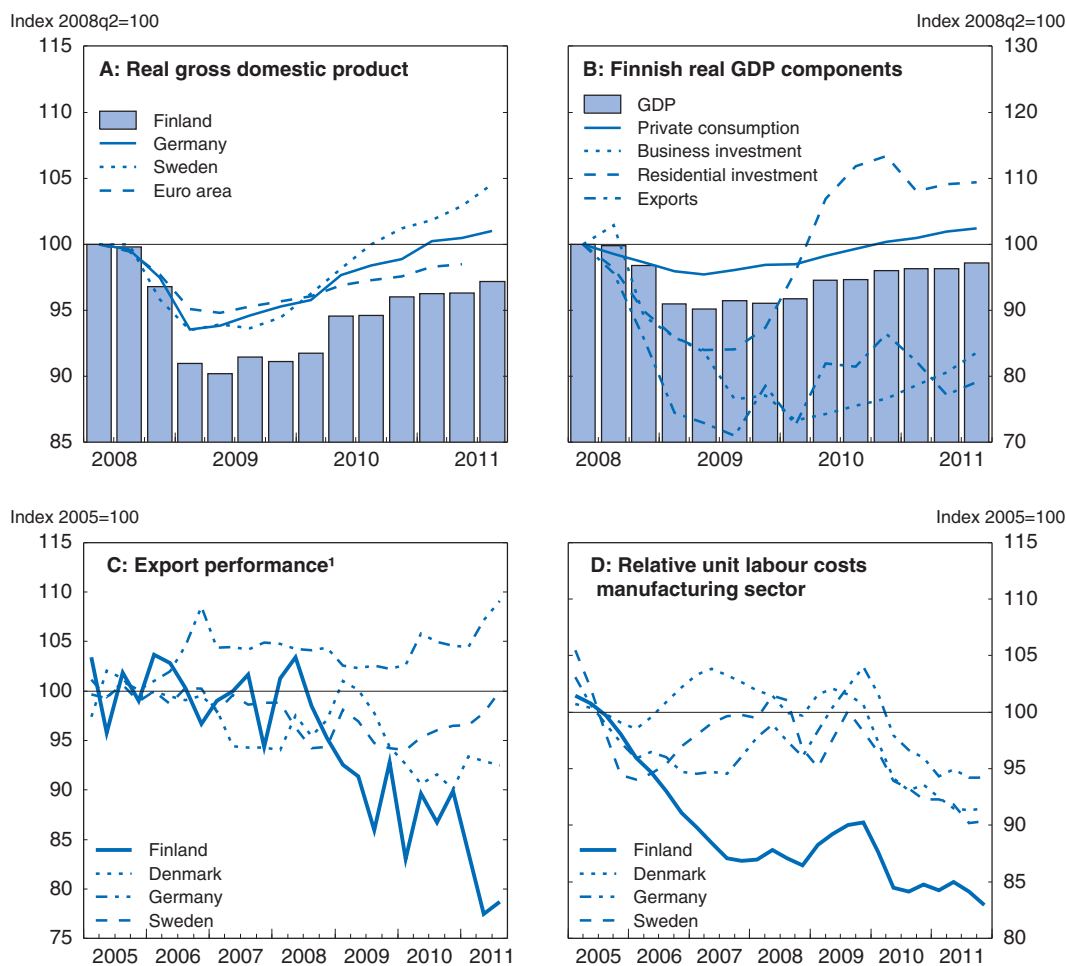 Index 2008q2=100
115
110
105
100
95
90
85
A: Real gross domestic product
Finland
Germany
Sweden
Euro area
2008 2009 2010 2011
Index 2008q2=100
130
120
110
100
90
80
70
B: Finnish real GDP components
GDP
Private consumption
Business investment
Residential investment
Exports
2008 2009 2010 2011
Index 2005=100
115
110
105
100
95
90
85
80
75
C: Export performance¹
Finland
Denmark
Germany
Sweden
2005 2006 2007 2008 2009 2010 2011
Index 2005=100
115
110
105
100
95
90
85
80
D: Relative unit labour costs
manufacturing sector
Finland
Denmark
Germany
Sweden
2005 2006 2007 2008 2009 2010 2011